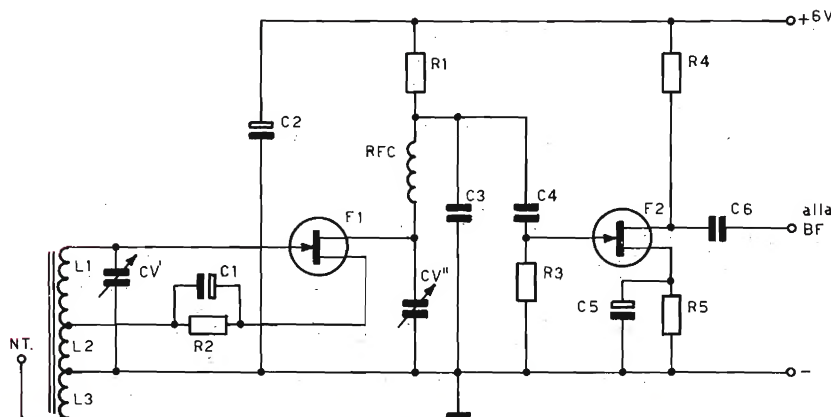 +6V
R1
R4
C2
RFC
C3
C4
F1
F2
C6
alla
BF
L1
CV'
C1
CV"
R3
C5
R5
L2
R2
NT.
L3
-